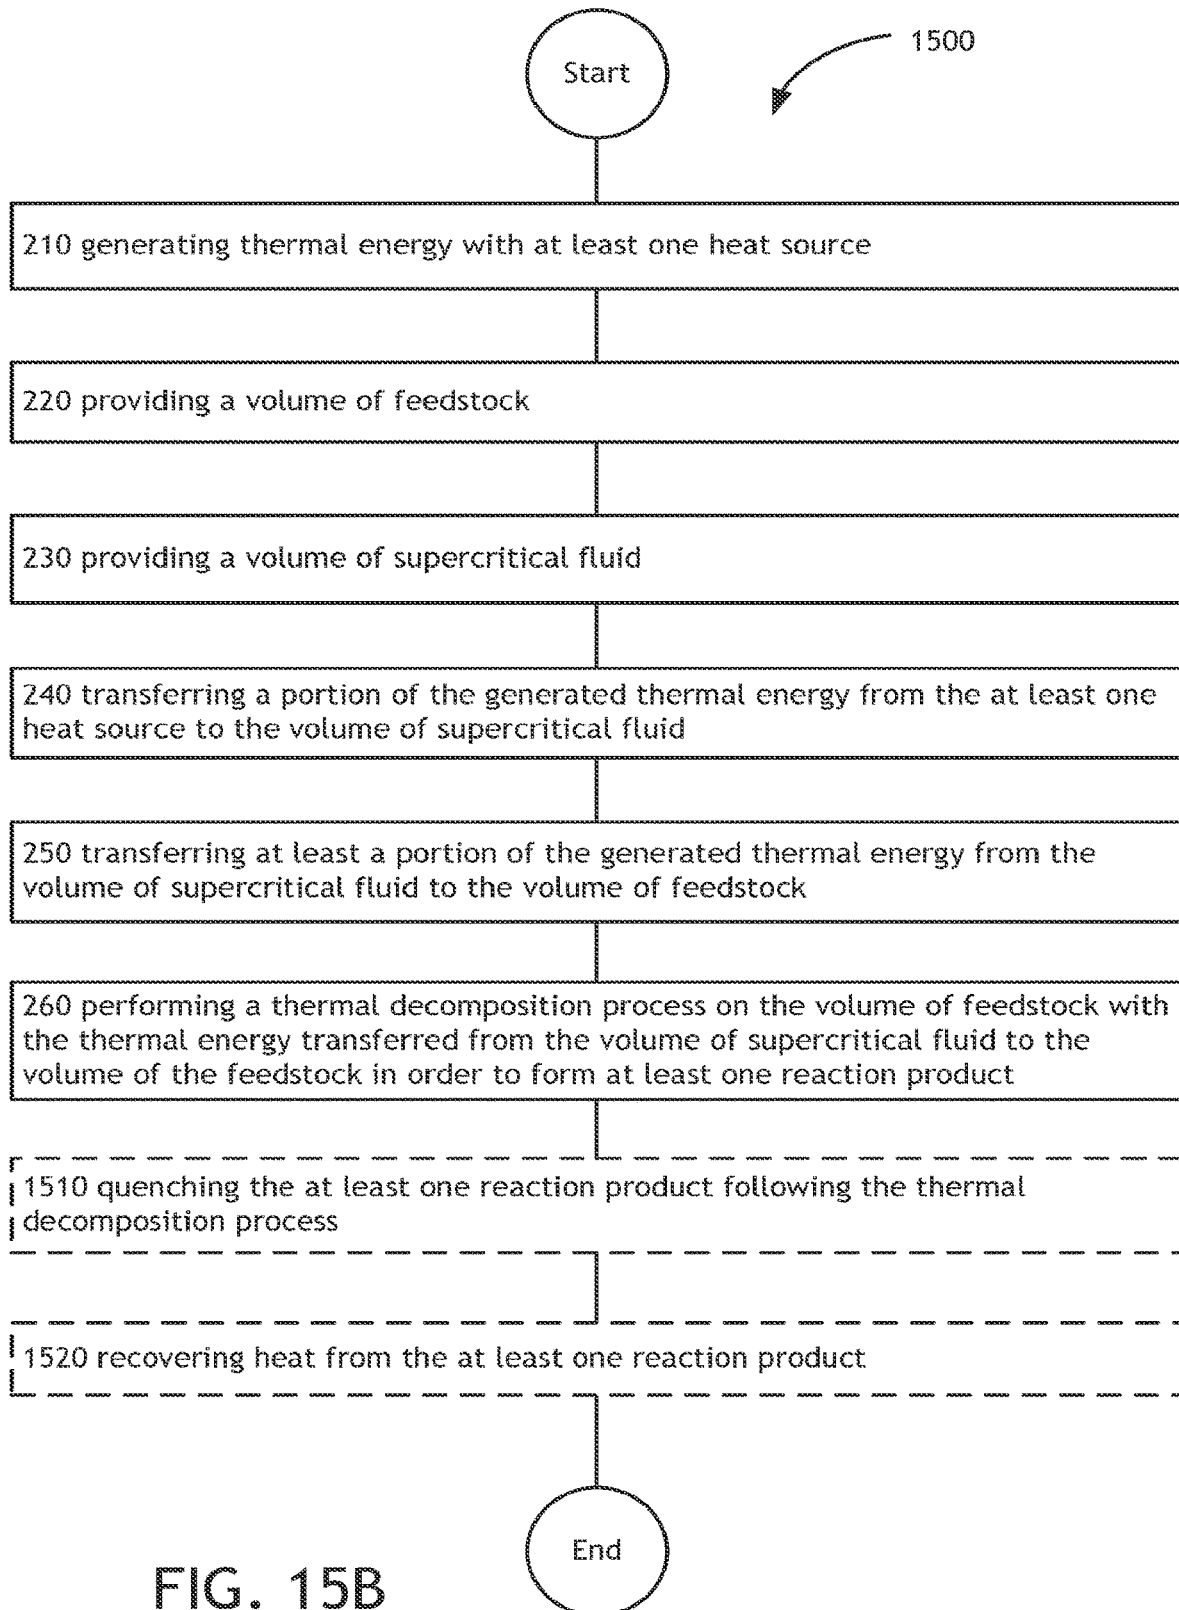 Start
1500
210 generating thermal energy with at least one heat source
220 providing a volume of feedstock
230 providing a volume of supercritical fluid
240 transferring a portion of the generated thermal energy from the at least one
heat source to the volume of supercritical fluid
250 transferring at least a portion of the generated thermal energy from the
volume of supercritical fluid to the volume of feedstock
260 performing a thermal decomposition process on the volume of feedstock with
the thermal energy transferred from the volume of supercritical fluid to the
volume of the feedstock in order to form at least one reaction product
1510 quenching the at least one reaction product following the thermal
decomposition process
1520 recovering heat from the at least one reaction product
End
FIG. 15B